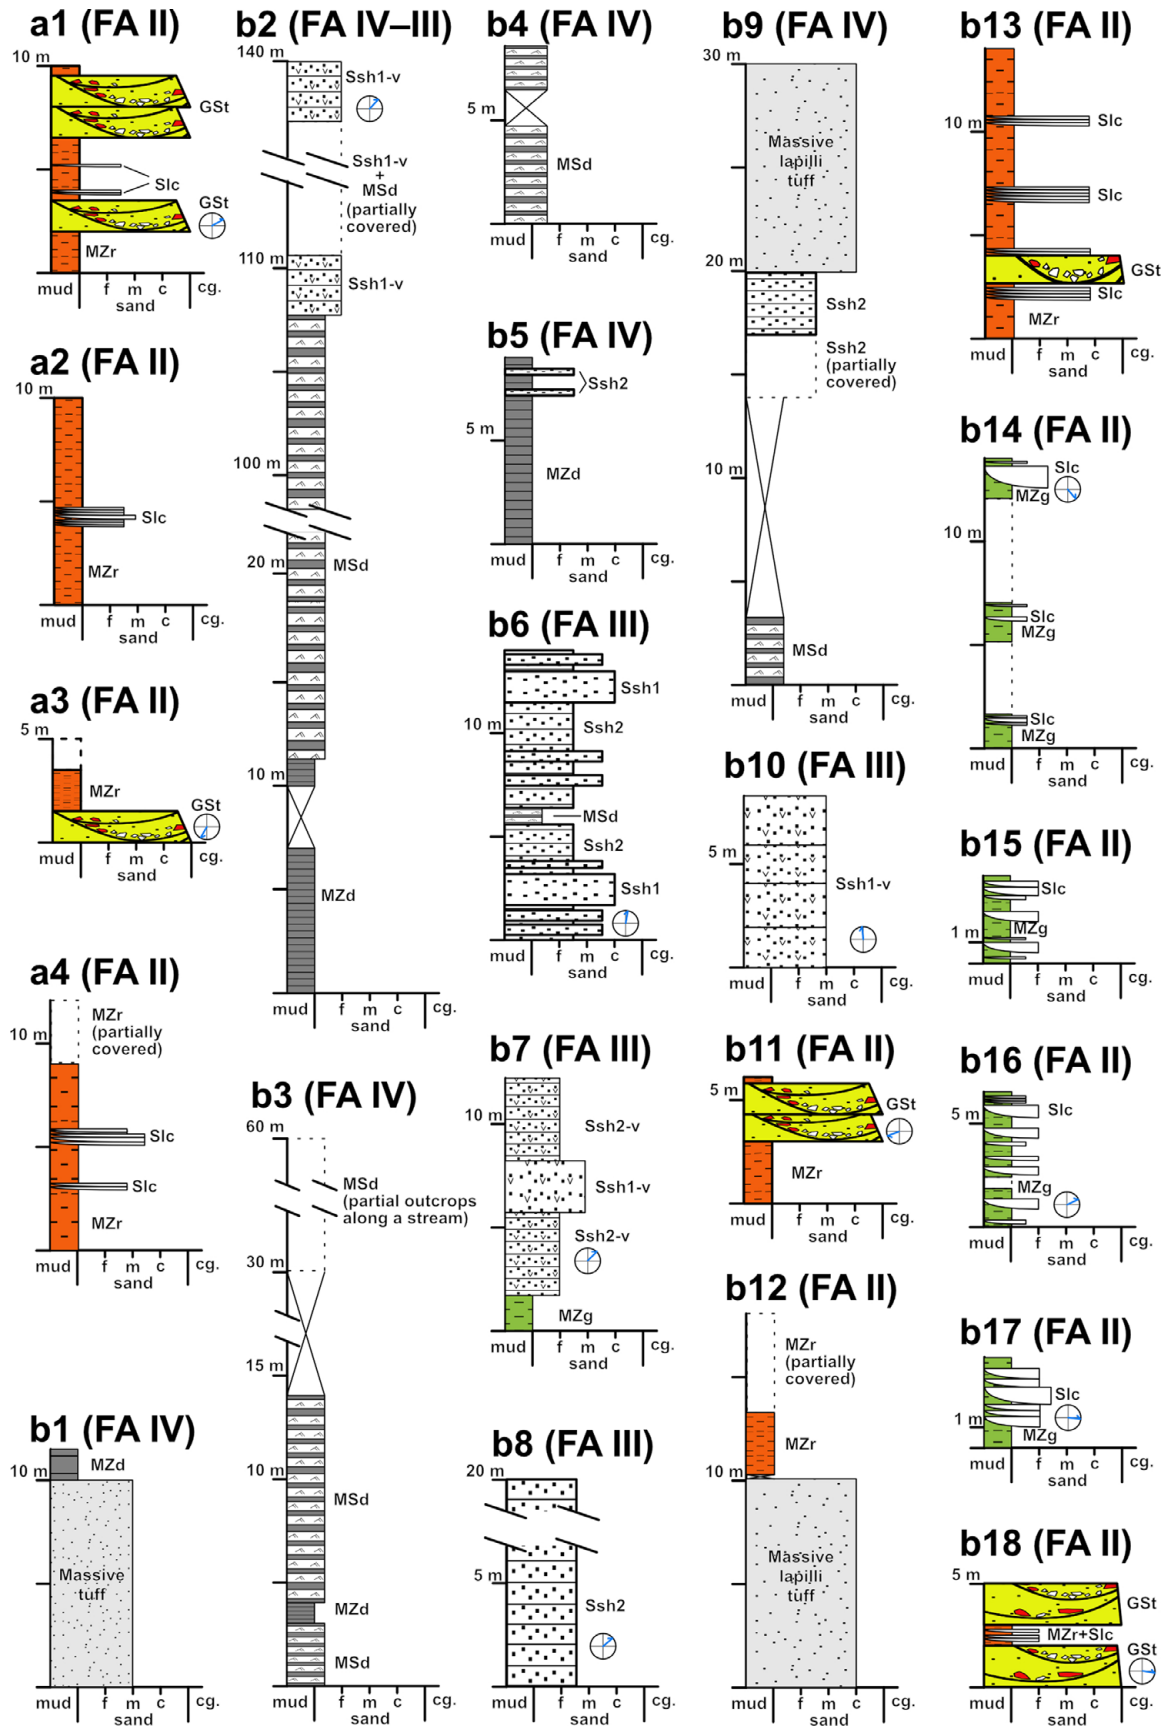 a1 (FA II)
10 m
GSt
Slc
GSt
MZr
mud
f
m
c
cg.
sand
a2 (FA II)
10 m
Slc
MZr
mud
f
m
c
cg.
sand
a3 (FA II)
5 m
MZr
GSt
mud
f
m
c
cg.
sand
a4 (FA II)
MZr
(partially
covered)
10 m
Slc
Slc
MZr
mud
f
m
c
cg.
sand
b1 (FA IV)
MZd
10 m
Massive
tuff
mud
f
m
c
cg.
sand
b2 (FA IV–III)
140 m
Ssh1-v
Ssh1-v
+
MSd
(partially
covered)
110 m
Ssh1-v
100 m
20 m
MSd
10 m
MZd
mud
f
m
c
cg.
sand
b3 (FA IV)
60 m
MSd
(partial outcrops
along a stream)
30 m
15 m
10 m
MSd
MZd
MSd
mud
f
m
c
cg.
sand
b4 (FA IV)
5 m
MSd
mud
f
m
c
cg.
sand
b5 (FA IV)
Ssh2
5 m
MZd
mud
f
m
c
cg.
sand
b6 (FA III)
Ssh1
10 m
Ssh2
MSd
Ssh2
Ssh1
mud
f
m
c
cg.
sand
b7 (FA III)
10 m
Ssh2-v
Ssh1-v
Ssh2-v
MZg
mud
f
m
c
cg.
sand
b8 (FA III)
20 m
5 m
Ssh2
mud
f
m
c
cg.
sand
b9 (FA IV)
30 m
Massive
lapilli
tuff
20 m
Ssh2
Ssh2
(partially
covered)
10 m
MSd
mud
f
m
c
cg.
sand
b10 (FA III)
5 m
Ssh1-v
mud
f
m
c
cg.
sand
b11 (FA II)
5 m
GSt
MZr
mud
f
m
c
cg.
sand
b12 (FA II)
MZr
(partially
covered)
MZr
10 m
Massive
lapilli
tuff
mud
f
m
c
cg.
sand
b13 (FA II)
10 m
Slc
Slc
GSt
Slc
MZr
mud
f
m
c
cg.
sand
b14 (FA II)
Slc
MZg
10 m
Slc
MZg
Slc
MZg
mud
f
m
c
cg.
sand
b15 (FA II)
Slc
MZg
1 m
mud
f
m
c
cg.
sand
b16 (FA II)
5 m
Slc
MZg
mud
f
m
c
cg.
sand
b17 (FA II)
Slc
1 m
MZg
mud
f
m
c
cg.
sand
b18 (FA II)
5 m
GSt
MZr+Slc
GSt
mud
f
m
c
cg.
sand